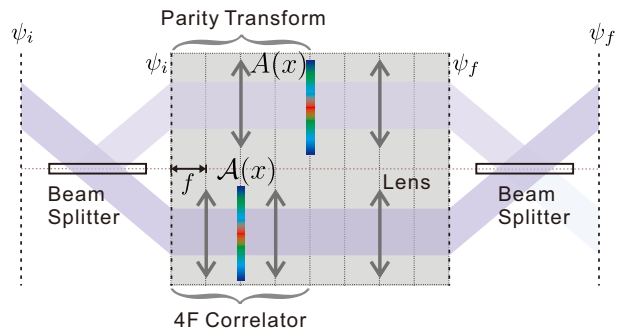 Parity Transform
ψ_i
ψ_i
A(x)
ψ_f
ψ_f
f
𝒜(x)
Lens
Beam
Splitter
Beam
Splitter
4F Correlator